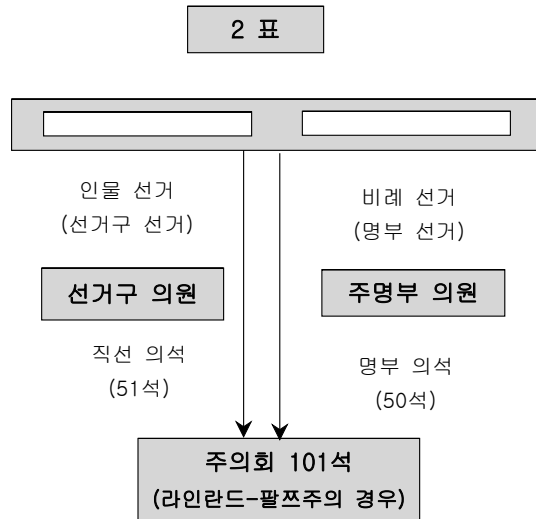 2 표
인물 선거
(선거구 선거)
비례 선거
(명부 선거)
선거구 의원
주명부 의원
직선 의석
(51석)
명부 의석
(50석)
주의회 101석
(라인란드-팔쯔주의 경우)